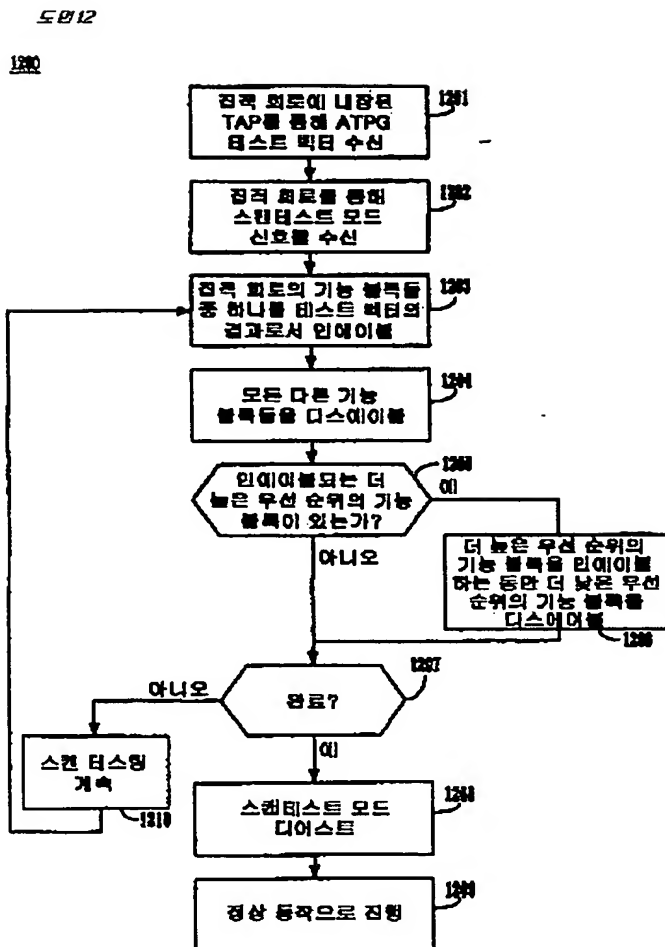 도면12
1200
집적 회로에 내장된
TAP를 통해 ATPG
테스트 벡터 수신
1201
집적 회로를 통해
스캔테스트 모드
신호를 수신
1202
집적 회로의 기능 블록들
중 하나를 테스트 벡터의
결과로서 인에이블
1203
모든 다른 기능
블록들을 디스에이블
1204
인에이블되는 더
높은 우선 순위의 기능
블록이 있는가?
예
아니오
더 높은 우선 순위의
기능 블록을 인에이블
하는 동안 더 낮은 우선
순위의 기능 블록을
디스에이블
1206
완료?
1207
아니오
예
스캔 테스팅
계속
1210
스캔테스트 모드
디어스트
1208
정상 동작으로 진행
1209